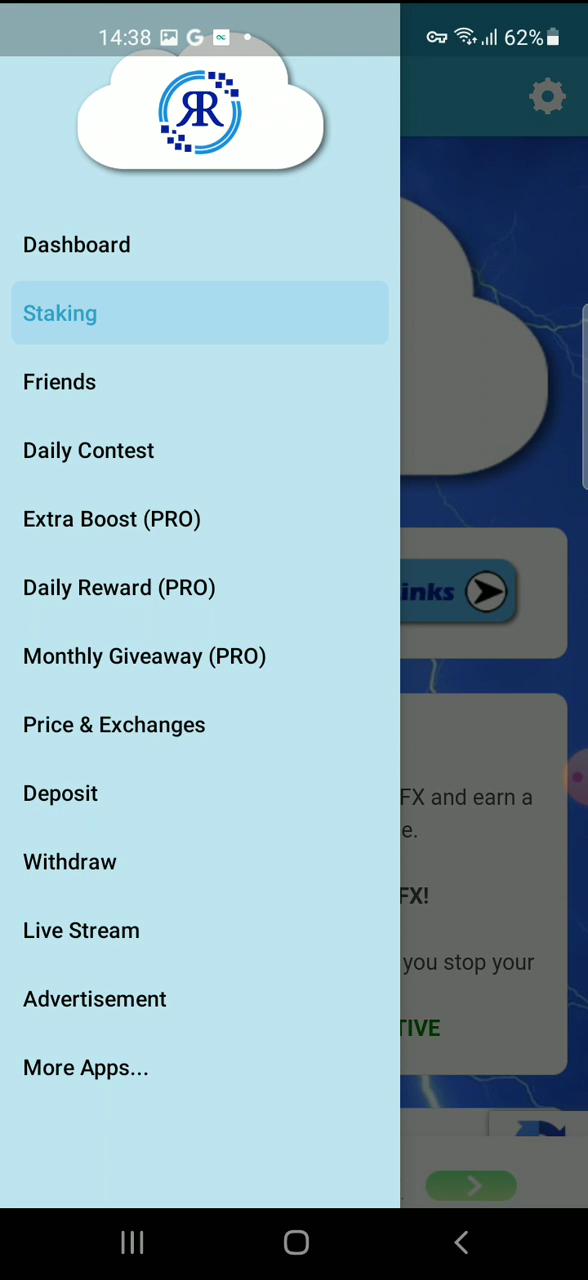 14:38
62%
RR
Dashboard
Staking
Friends
Daily Contest
Extra Boost (PRO)
inks
Daily Reward (PRO)
Monthly Giveaway (PRO)
Price & Exchanges
Deposit
FX and earn a
e.
Withdraw
FX!
Live Stream
you stop your
Advertisement
TIVE
More Apps...